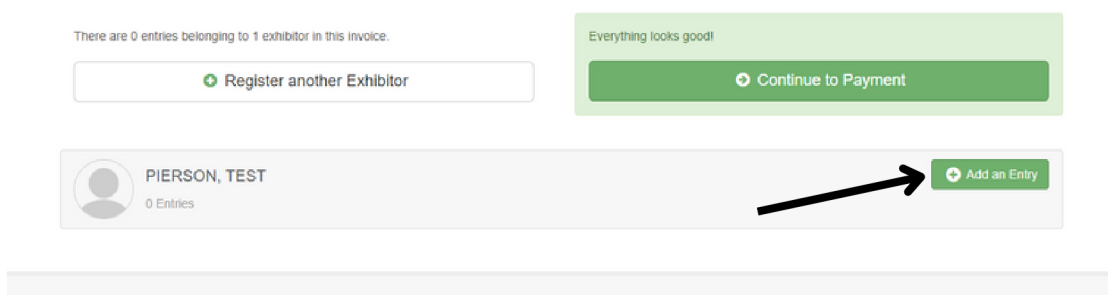 There are 0 entries belonging to 1 exhibitor in this invoice.
Register another Exhibitor
Everything looks good!
Continue to Payment
PIERSON, TEST
0 Entries
Add an Entry